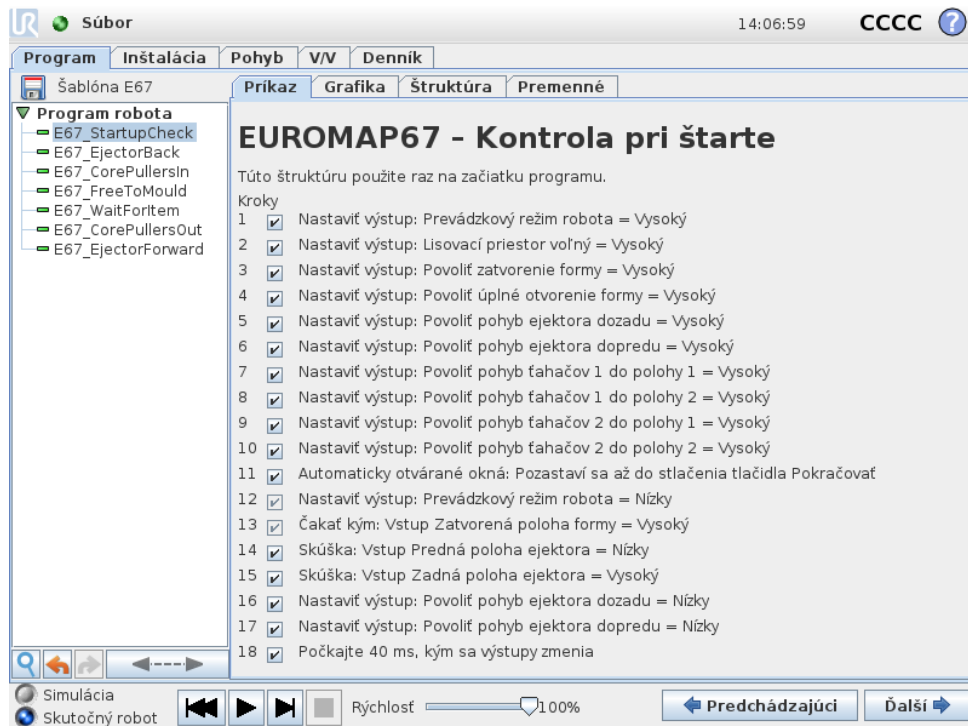 Súbor 14:06:59 CCCC ?
Program Inštalácia Pohyb V/V Denník
Šablóna E67
Príkaz Grafika Štruktúra Premenné
Program robota
E67_StartupCheck
E67_EjectorBack
E67_CorePullersIn
E67_FreeToMould
E67_WaitForItem
E67_CorePullersOut
E67_EjectorForward
EUROMAP67 – Kontrola pri štarte
Túto štruktúru použite raz na začiatku programu.
Kroky
1 Nastaviť výstup: Prevádzkový režim robota = Vysoký
2 Nastaviť výstup: Lisovací priestor voľný = Vysoký
3 Nastaviť výstup: Povoliť zatvorenie formy = Vysoký
4 Nastaviť výstup: Povoliť úplné otvorenie formy = Vysoký
5 Nastaviť výstup: Povoliť pohyb ejektora dozadu = Vysoký
6 Nastaviť výstup: Povoliť pohyb ejektora dopredu = Vysoký
7 Nastaviť výstup: Povoliť pohyb ťahačov 1 do polohy 1 = Vysoký
8 Nastaviť výstup: Povoliť pohyb ťahačov 1 do polohy 2 = Vysoký
9 Nastaviť výstup: Povoliť pohyb ťahačov 2 do polohy 1 = Vysoký
10 Nastaviť výstup: Povoliť pohyb ťahačov 2 do polohy 2 = Vysoký
11 Automaticky otvárané okná: Pozastaví sa až do stlačenia tlačidla Pokračovať
12 Nastaviť výstup: Prevádzkový režim robota = Nízky
13 Čakať kým: Vstup Zatvorená poloha formy = Vysoký
14 Skúška: Vstup Predná poloha ejektora = Nízky
15 Skúška: Vstup Zadná poloha ejektora = Vysoký
16 Nastaviť výstup: Povoliť pohyb ejektora dozadu = Nízky
17 Nastaviť výstup: Povoliť pohyb ejektora dopredu = Nízky
18 Počkajte 40 ms, kým sa výstupy zmenia
Simulácia
Skutočný robot
Rýchlosť 100%
Predchádzajúci
Ďalší